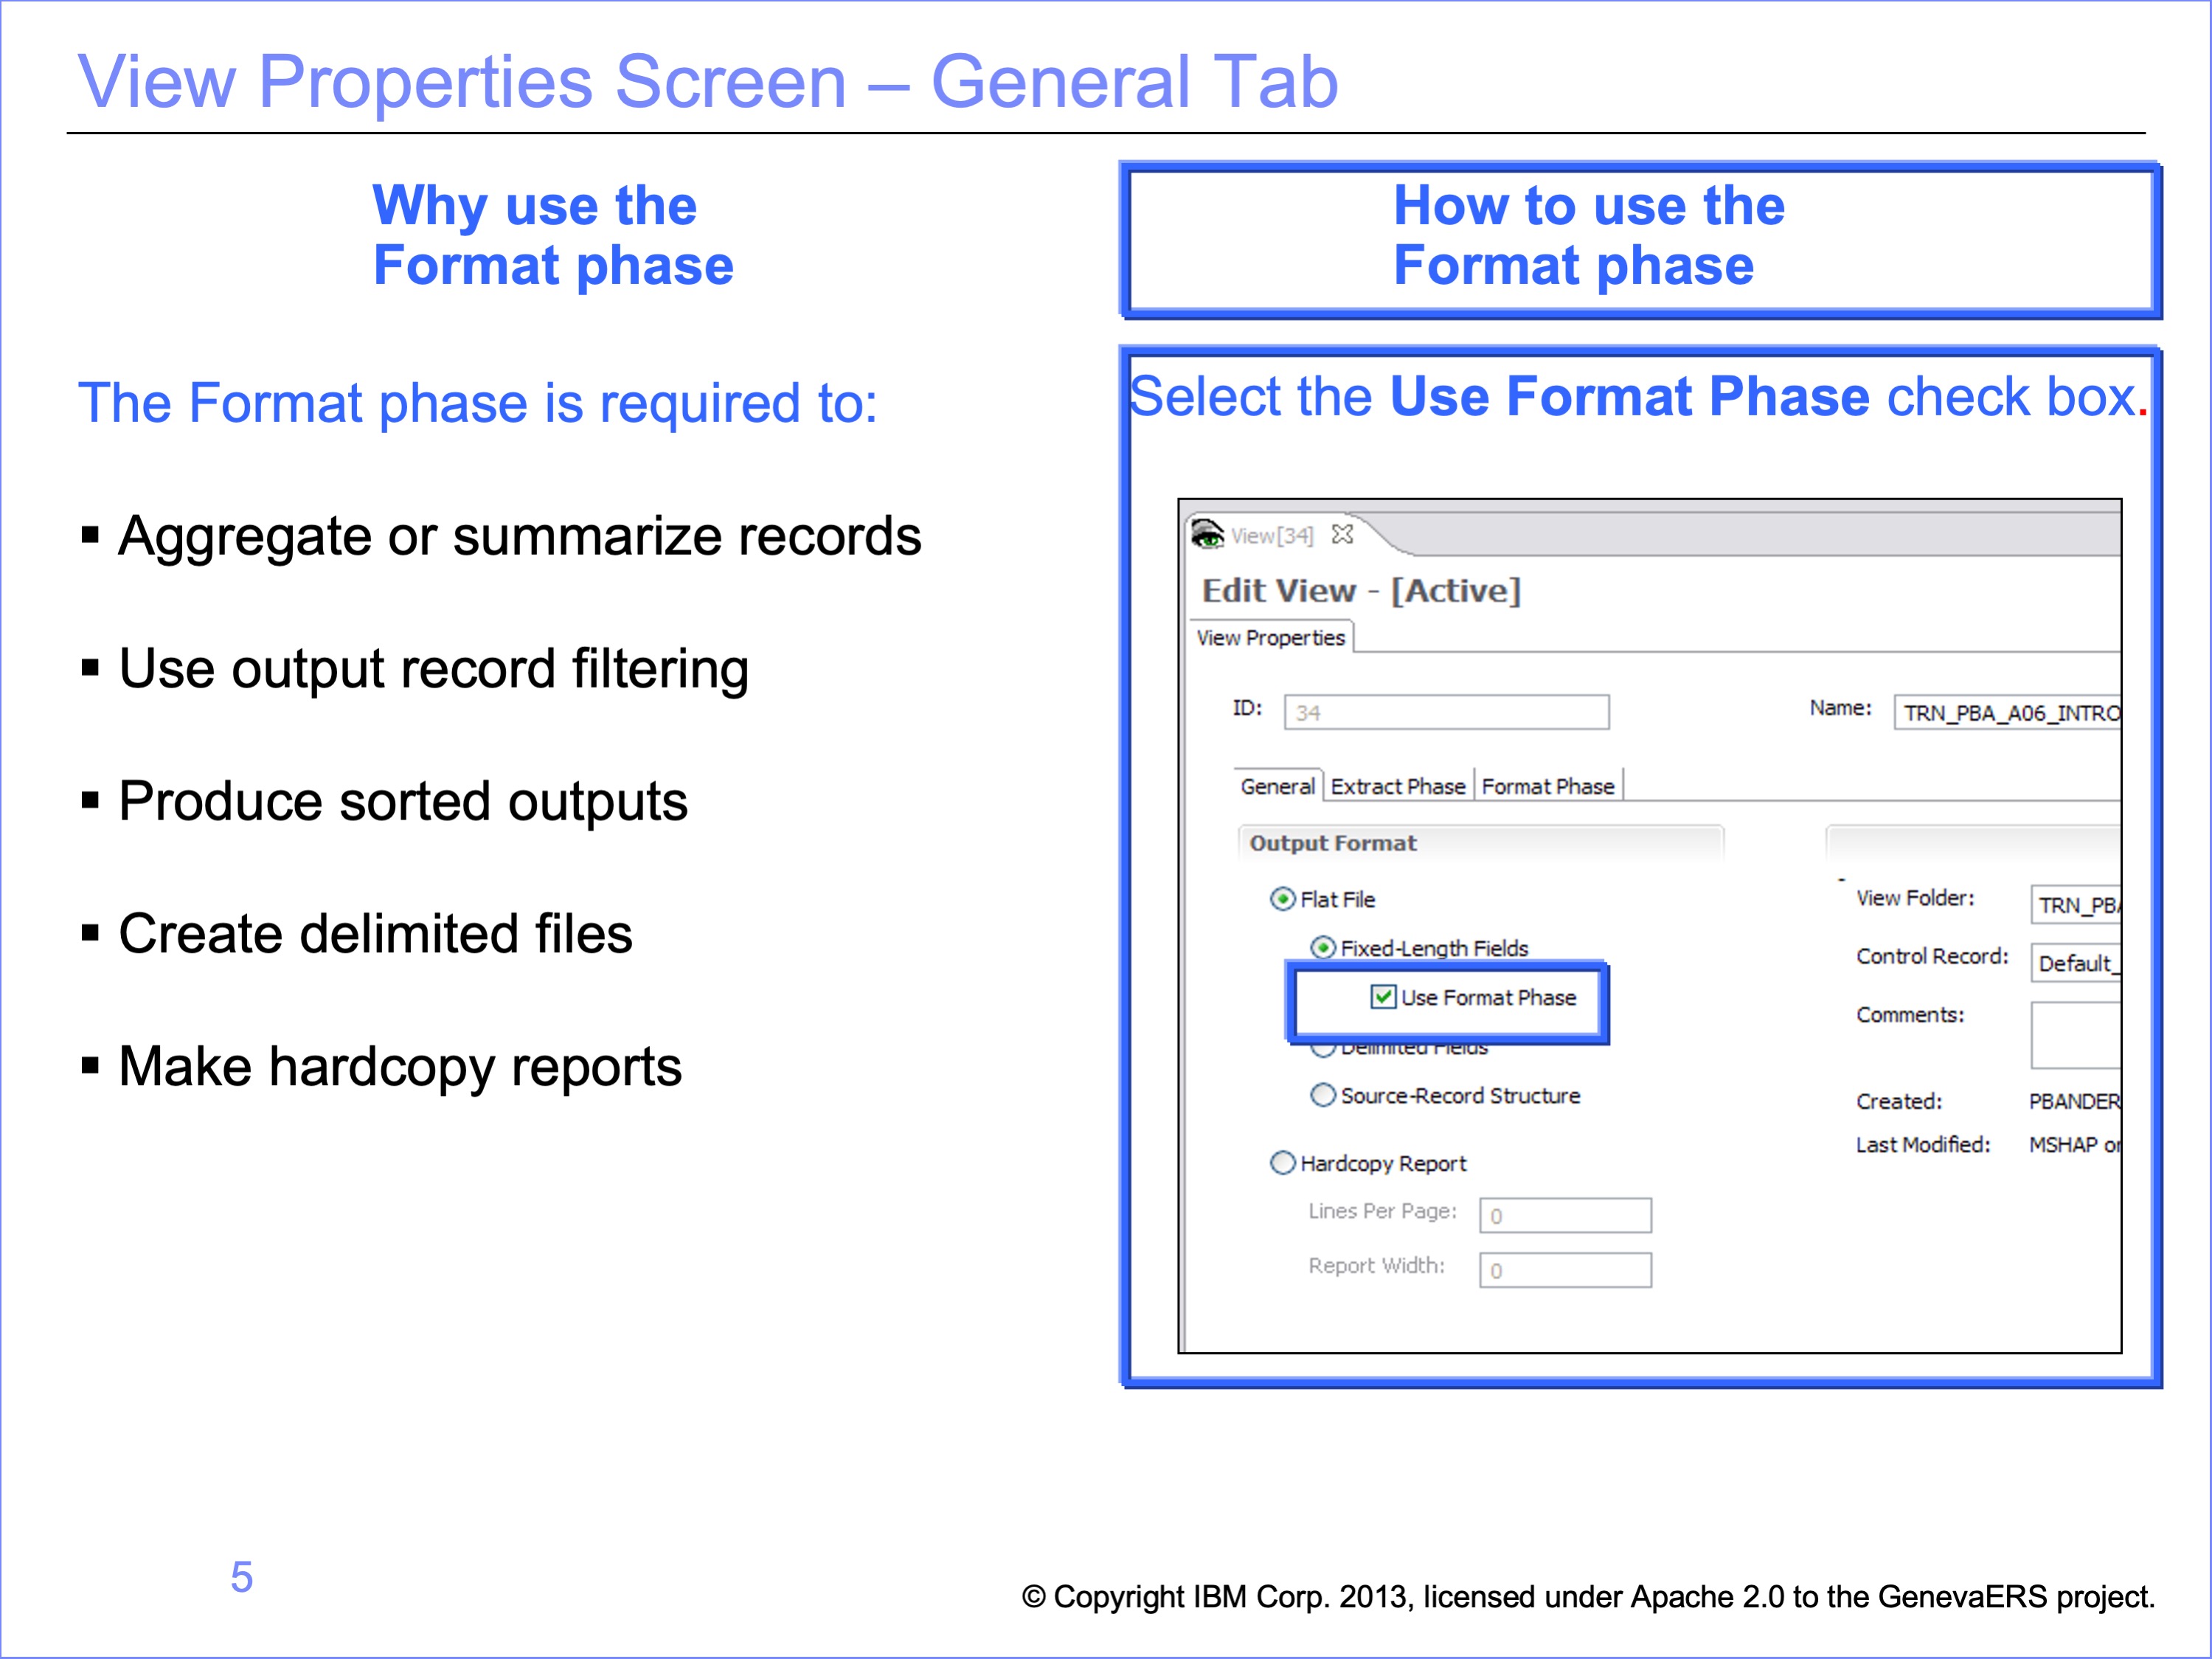 View Properties Screen – General Tab
Why use the
Format phase
The Format phase is required to:
▪ Aggregate or summarize records
▪ Use output record filtering
▪ Produce sorted outputs
▪ Create delimited files
▪ Make hardcopy reports
How to use the
Format phase
Select the Use Format Phase check box.
View[34]
Edit View - [Active]
View Properties
ID: 34
Name: TRN_PBA_A06_INTRO
General Extract Phase Format Phase
Output Format
Flat File
Fixed-Length Fields
Use Format Phase
Delimited Fields
Source-Record Structure
Hardcopy Report
Lines Per Page: 0
Report Width: 0
View Folder: TRN_PBA
Control Record: Default_
Comments:
Created: PBANDER
Last Modified: MSHAP
5
© Copyright IBM Corp. 2013, licensed under Apache 2.0 to the GenevaERS project.